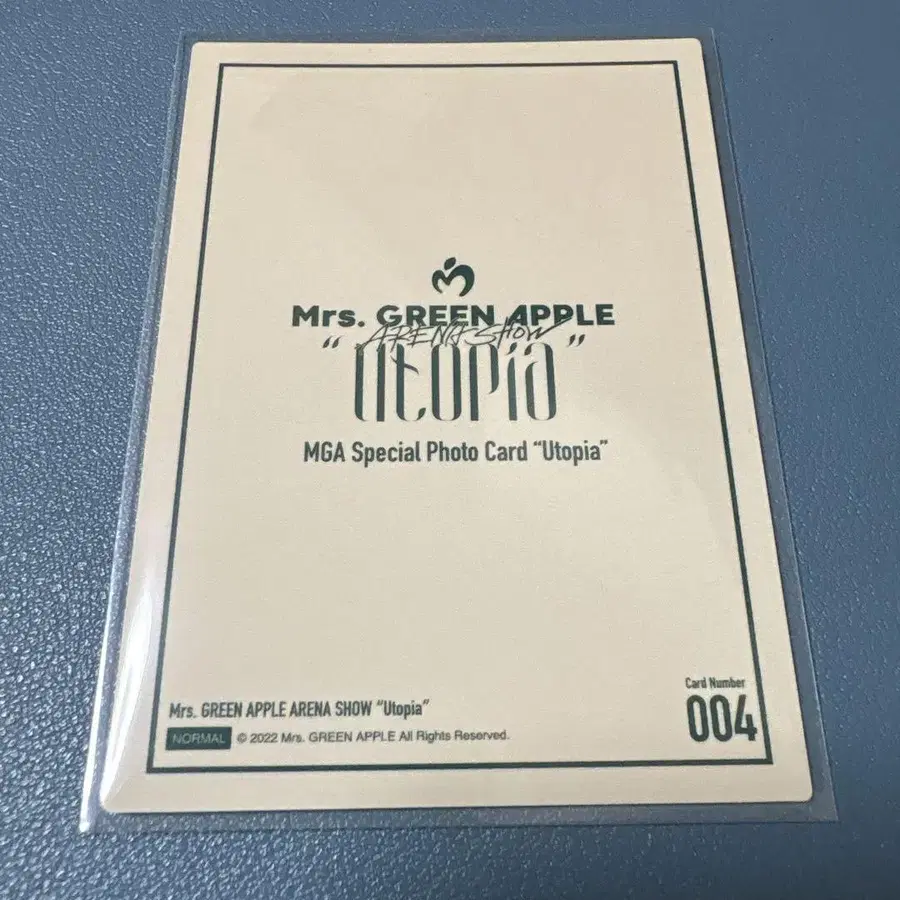 Mrs. GREEN APPLE
ARENA SHOW
"Utopia"
MGA Special Photo Card “Utopia”
Card Number
004
Mrs. GREEN APPLE ARENA SHOW “Utopia”
NORMAL © 2022 Mrs. GREEN APPLE All Rights Reserved.